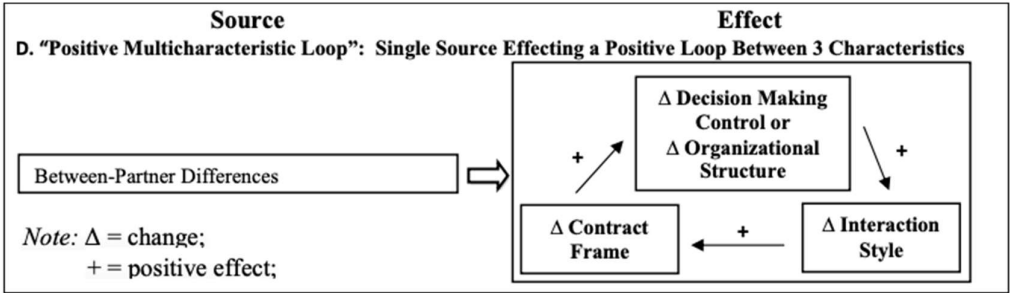 Source
Effect
D. “Positive Multicharacteristic Loop”: Single Source Effecting a Positive Loop Between 3 Characteristics
Δ Decision Making
Control or
Δ Organizational
Structure
+
+
Between-Partner Differences
Δ Contract
Frame
+
Δ Interaction
Style
Note: Δ = change;
+ = positive effect;